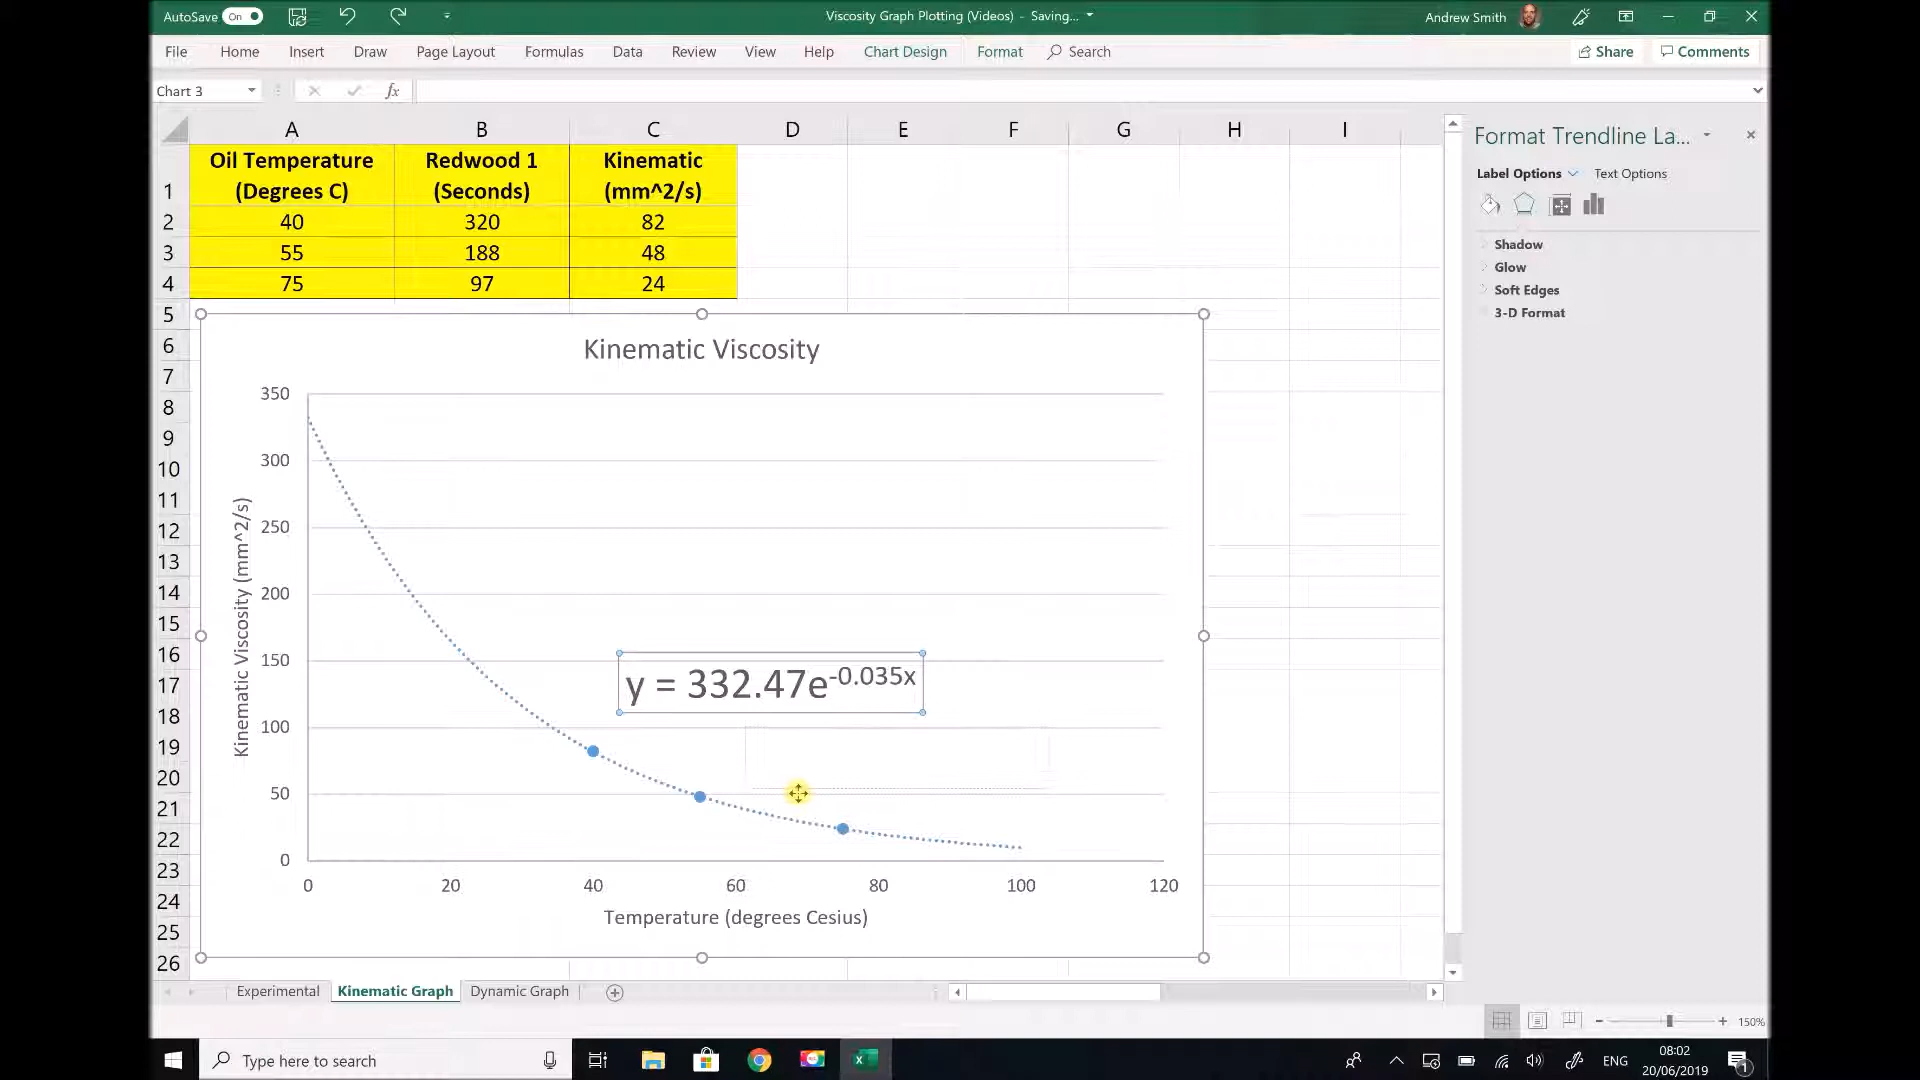 AutoSave On Viscosity Graph Plotting (Videos) - Saving... Andrew Smith
File Home Insert Draw Page Layout Formulas Data Review View Help Chart Design Format Search Share Comments
Chart 3 fx
A B C D E F G H I
1 Oil Temperature (Degrees C) Redwood 1 (Seconds) Kinematic (mm^2/s)
2 40 320 82
3 55 188 48
4 75 97 24
5
6
7
8
9
10
11
12
13
14
15
16
17
18
19
20
21
22
23
24
25
26
Kinematic Viscosity
Kinematic Viscosity (mm^2/s)
350
300
250
200
150
100
50
0
y = 332.47e-0.035x
0 20 40 60 80 100 120
Temperature (degrees Cesius)
Format Trendline La...
Label Options Text Options
Shadow
Glow
Soft Edges
3-D Format
Experimental Kinematic Graph Dynamic Graph
150%
Type here to search
ENG
08:02
20/06/2019
1